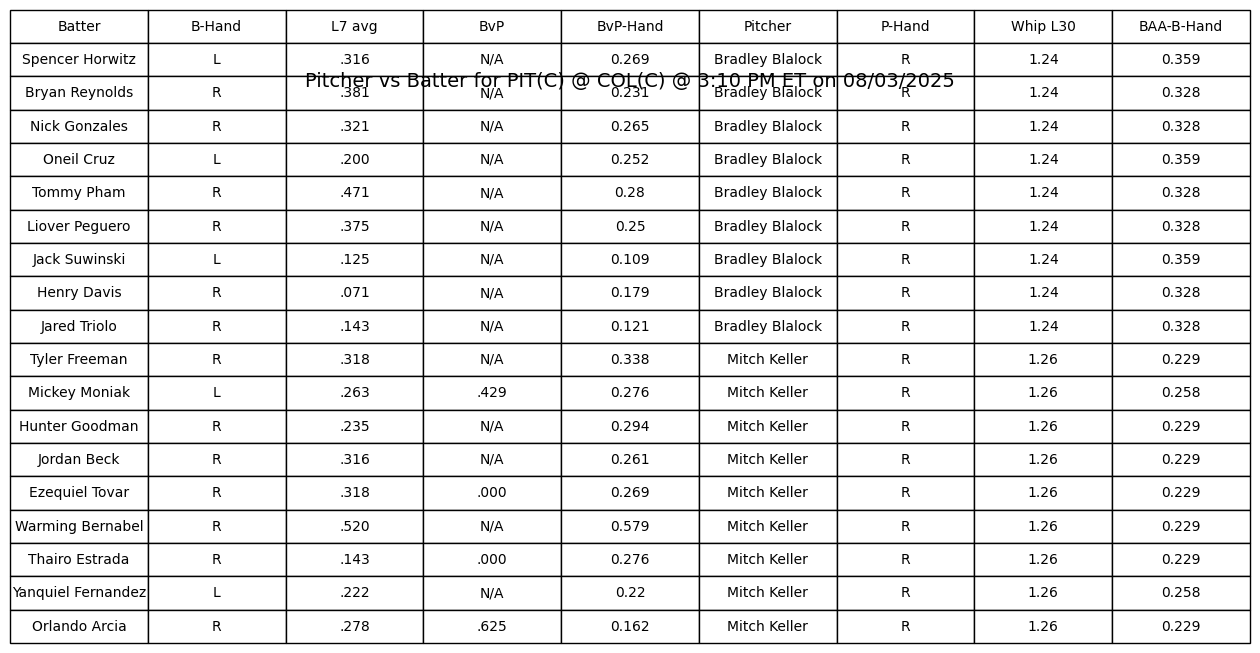 Batter B-Hand L7 avg BvP BvP-Hand Pitcher P-Hand Whip L30 BAA-B-Hand
Spencer Horwitz L .316 N/A 0.269 Bradley Blalock R 1.24 0.359
Pitcher vs Batter for PIT(C) @ COL(C) @ 3:10 PM ET on 08/03/2025
Bryan Reynolds R .381 N/A 0.231 Bradley Blalock R 1.24 0.328
Nick Gonzales R .321 N/A 0.265 Bradley Blalock R 1.24 0.328
Oneil Cruz L .200 N/A 0.252 Bradley Blalock R 1.24 0.359
Tommy Pham R .471 N/A 0.28 Bradley Blalock R 1.24 0.328
Liover Peguero R .375 N/A 0.25 Bradley Blalock R 1.24 0.328
Jack Suwinski L .125 N/A 0.109 Bradley Blalock R 1.24 0.359
Henry Davis R .071 N/A 0.179 Bradley Blalock R 1.24 0.328
Jared Triolo R .143 N/A 0.121 Bradley Blalock R 1.24 0.328
Tyler Freeman R .318 N/A 0.338 Mitch Keller R 1.26 0.229
Mickey Moniak L .263 .429 0.276 Mitch Keller R 1.26 0.258
Hunter Goodman R .235 N/A 0.294 Mitch Keller R 1.26 0.229
Jordan Beck R .316 N/A 0.261 Mitch Keller R 1.26 0.229
Ezequiel Tovar R .318 .000 0.269 Mitch Keller R 1.26 0.229
Warming Bernabel R .520 N/A 0.579 Mitch Keller R 1.26 0.229
Thairo Estrada R .143 .000 0.276 Mitch Keller R 1.26 0.229
Yanquiel Fernandez L .222 N/A 0.22 Mitch Keller R 1.26 0.258
Orlando Arcia R .278 .625 0.162 Mitch Keller R 1.26 0.229